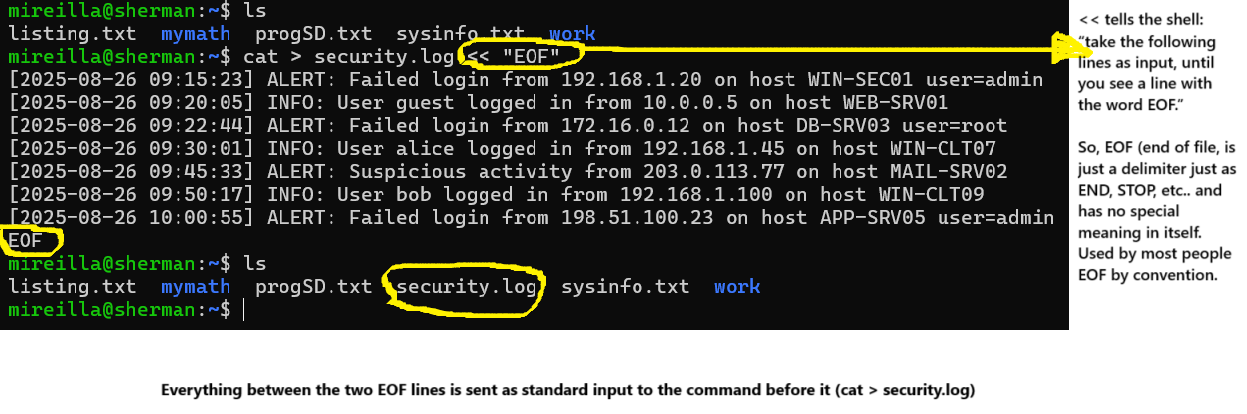 mireilla@sherman:~$ ls
listing.txt mymath progSD.txt sysinfo.txt work
mireilla@sherman:~$ cat > security.log << "EOF"
[2025-08-26 09:15:23] ALERT: Failed login from 192.168.1.20 on host WIN-SEC01 user=admin
[2025-08-26 09:20:05] INFO: User guest logged in from 10.0.0.5 on host WEB-SRV01
[2025-08-26 09:22:44] ALERT: Failed login from 172.16.0.12 on host DB-SRV03 user=root
[2025-08-26 09:30:01] INFO: User alice logged in from 192.168.1.45 on host WIN-CLT07
[2025-08-26 09:45:33] ALERT: Suspicious activity from 203.0.113.77 on host MAIL-SRV02
[2025-08-26 09:50:17] INFO: User bob logged in from 192.168.1.100 on host WIN-CLT09
[2025-08-26 10:00:55] ALERT: Failed login from 198.51.100.23 on host APP-SRV05 user=admin
EOF
mireilla@sherman:~$ ls
listing.txt mymath progSD.txt security.log sysinfo.txt work
mireilla@sherman:~$
<< tells the shell:
“take the following
lines as input, until
you see a line with
the word EOF.”
So, EOF (end of file, is
just a delimiter just as
END, STOP, etc.. and
has no special
meaning in itself.
Used by most people
EOF by convention.
Everything between the two EOF lines is sent as standard input to the command before it (cat > security.log)